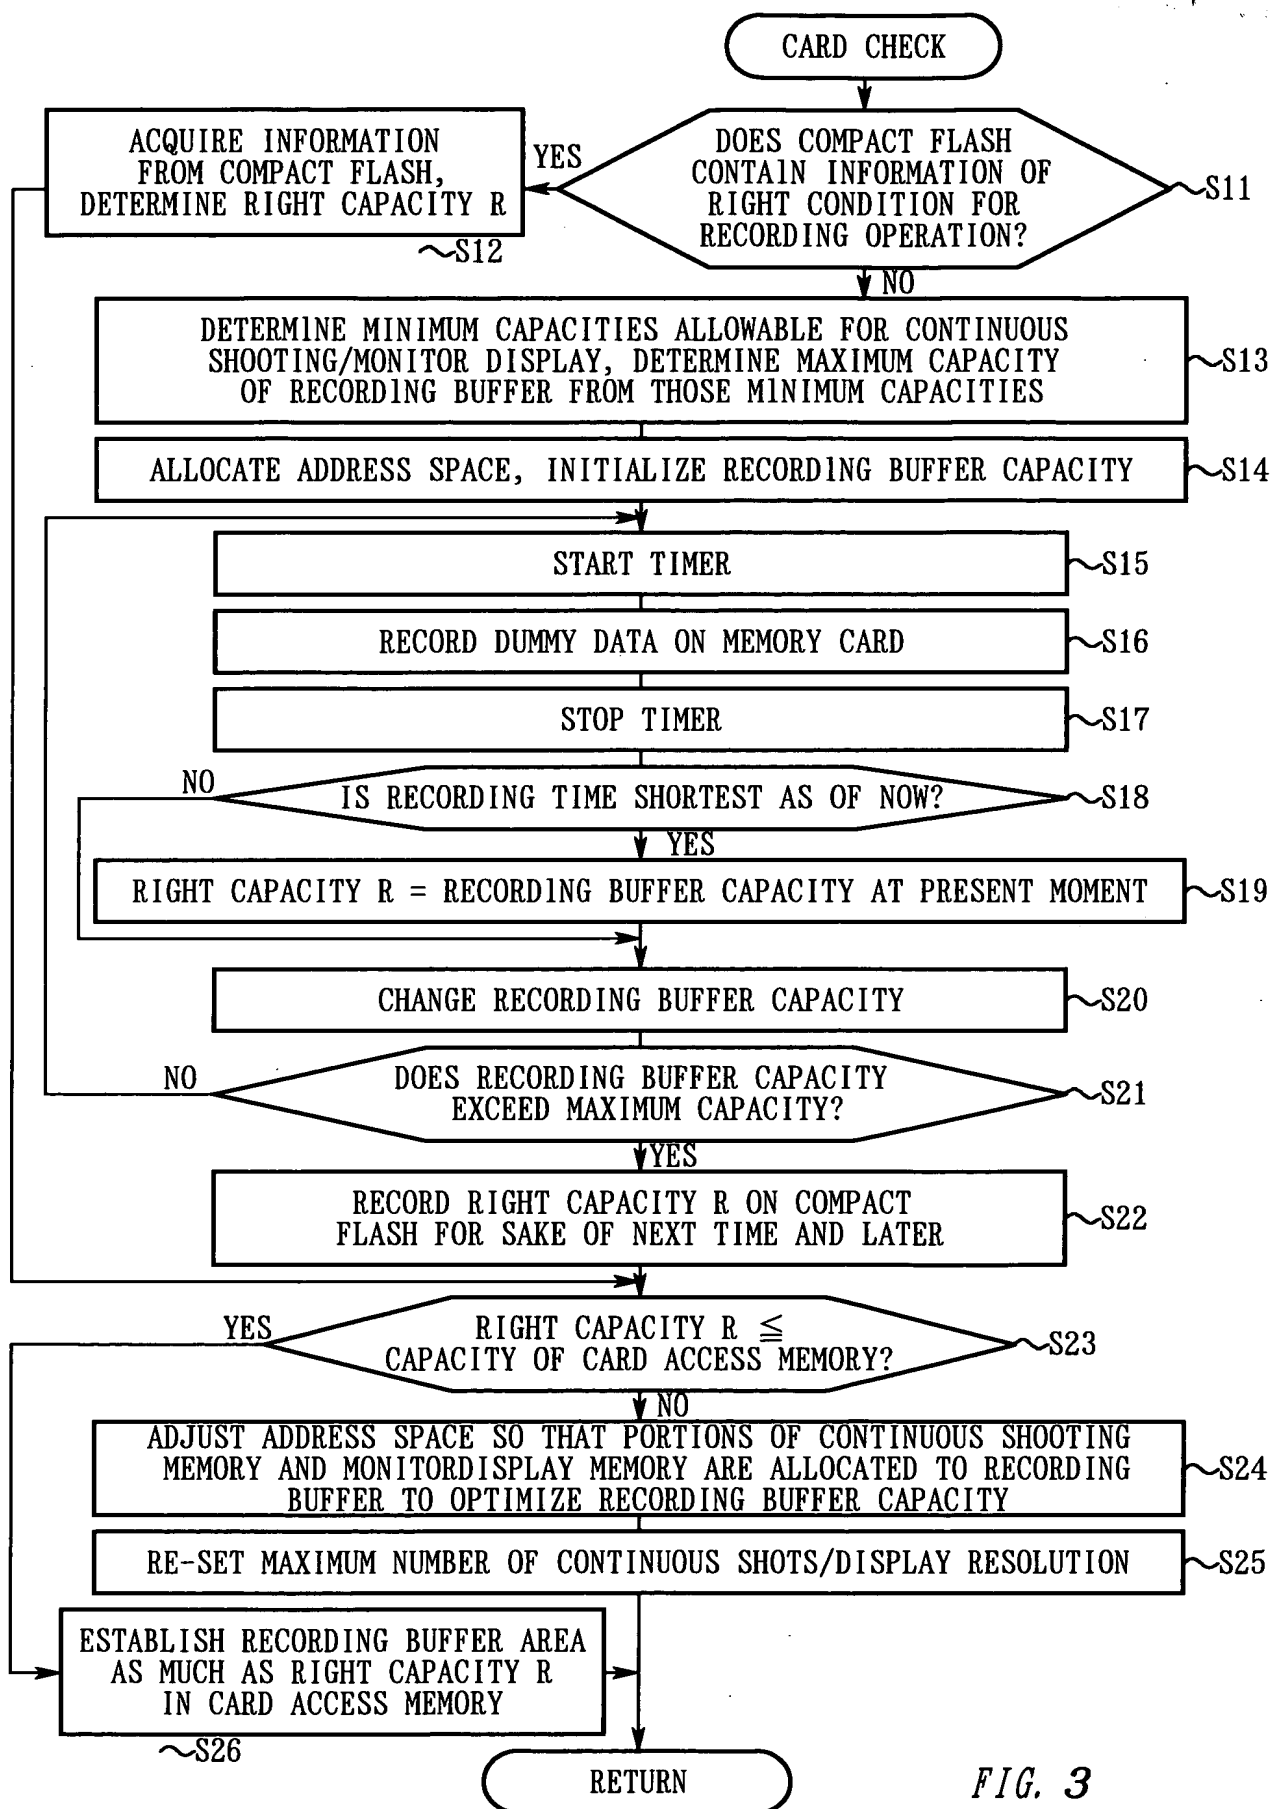 CARD CHECK
DOES COMPACT FLASH
CONTAIN INFORMATION OF
RIGHT CONDITION FOR
RECORDING OPERATION?
S11
YES
ACQUIRE INFORMATION
FROM COMPACT FLASH,
DETERMINE RIGHT CAPACITY R
S12
NO
DETERMINE MINIMUM CAPACITIES ALLOWABLE FOR CONTINUOUS
SHOOTING/MONITOR DISPLAY, DETERMINE MAXIMUM CAPACITY
OF RECORDING BUFFER FROM THOSE MINIMUM CAPACITIES
S13
ALLOCATE ADDRESS SPACE, INITIALIZE RECORDING BUFFER CAPACITY
S14
START TIMER
S15
RECORD DUMMY DATA ON MEMORY CARD
S16
STOP TIMER
S17
NO
IS RECORDING TIME SHORTEST AS OF NOW?
S18
YES
RIGHT CAPACITY R = RECORDING BUFFER CAPACITY AT PRESENT MOMENT
S19
CHANGE RECORDING BUFFER CAPACITY
S20
NO
DOES RECORDING BUFFER CAPACITY
EXCEED MAXIMUM CAPACITY?
S21
YES
RECORD RIGHT CAPACITY R ON COMPACT
FLASH FOR SAKE OF NEXT TIME AND LATER
S22
YES
RIGHT CAPACITY R ≦
CAPACITY OF CARD ACCESS MEMORY?
S23
NO
ADJUST ADDRESS SPACE SO THAT PORTIONS OF CONTINUOUS SHOOTING
MEMORY AND MONITORDISPLAY MEMORY ARE ALLOCATED TO RECORDING
BUFFER TO OPTIMIZE RECORDING BUFFER CAPACITY
S24
RE-SET MAXIMUM NUMBER OF CONTINUOUS SHOTS/DISPLAY RESOLUTION
S25
ESTABLISH RECORDING BUFFER AREA
AS MUCH AS RIGHT CAPACITY R
IN CARD ACCESS MEMORY
S26
RETURN
FIG. 3